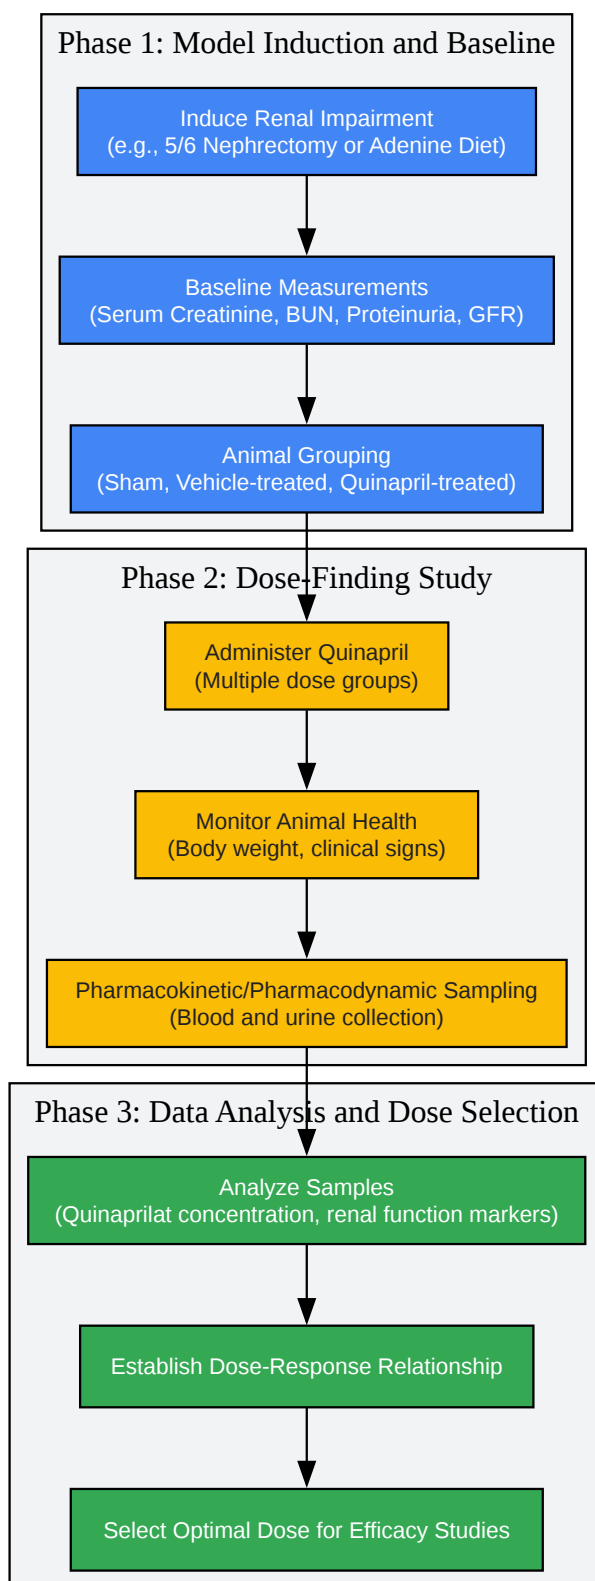 Phase 1: Model Induction and Baseline
Induce Renal Impairment
(e.g., 5/6 Nephrectomy or Adenine Diet)
Baseline Measurements
(Serum Creatinine, BUN, Proteinuria, GFR)
Animal Grouping
(Sham, Vehicle-treated, Quinapril-treated)
Phase 2: Dose-Finding Study
Administer Quinapril
(Multiple dose groups)
Monitor Animal Health
(Body weight, clinical signs)
Pharmacokinetic/Pharmacodynamic Sampling
(Blood and urine collection)
Phase 3: Data Analysis and Dose Selection
Analyze Samples
(Quinaprilat concentration, renal function markers)
Establish Dose-Response Relationship
Select Optimal Dose for Efficacy Studies